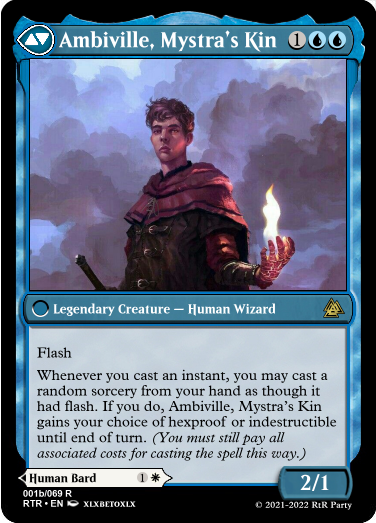 Ambiville, Mystra's Kin 1
Legendary Creature — Human Wizard
Flash
Whenever you cast an instant, you may cast a
random sorcery from your hand as though it
had flash. If you do, Ambiville, Mystra's Kin
gains your choice of hexproof or indestructible
until end of turn. (You must still pay all
associated costs for casting the spell this way.)
Human Bard 1
2/1
001b/069 R
RTR • EN XLXBETOXLX
© 2021-2022 RtR Party